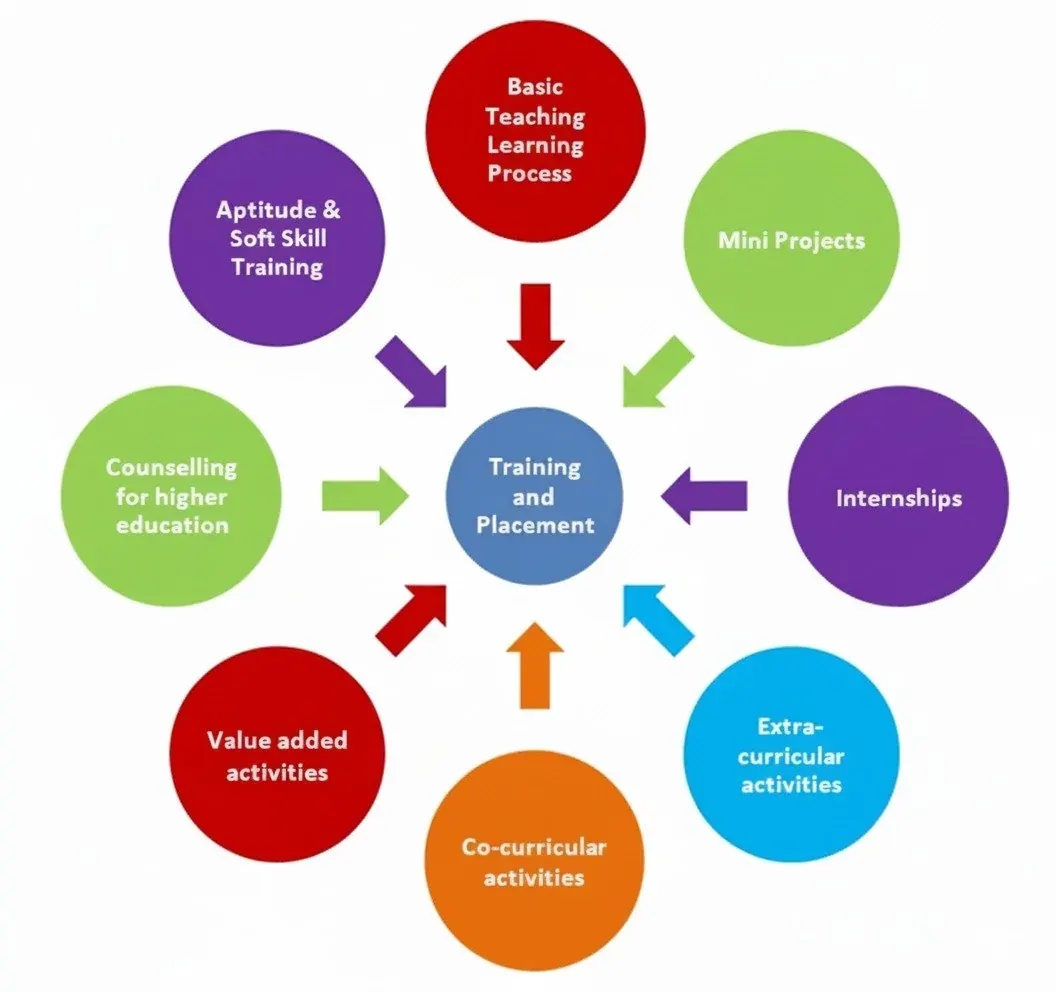 Basic
Teaching
Learning
Process
Mini Projects
Internships
Extra-
curricular
activities
Co-curricular
activities
Value added
activities
Counselling
for higher
education
Aptitude &
Soft Skill
Training
Training
and
Placement